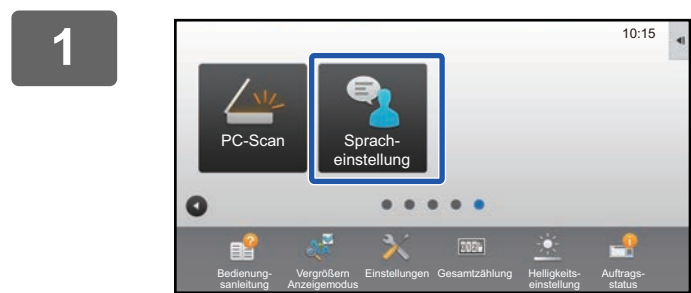 1
10:15
PC-Scan
Sprach-
einstellung
Bedienung-
sanleitung
Vergrößern
Anzeigemodus
Einstellungen
Gesamtzählung
Helligkeits-
einstellung
Auftrags-
status